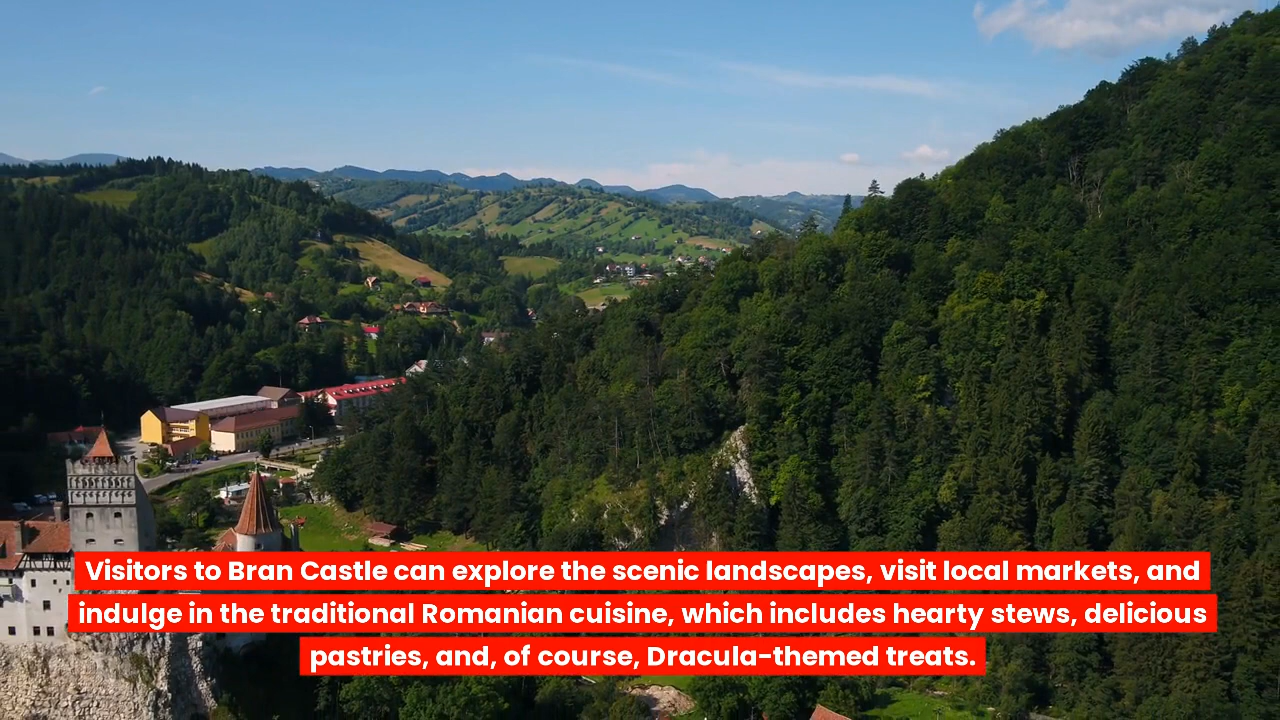 Visitors to Bran Castle can explore the scenic landscapes, visit local markets, and
indulge in the traditional Romanian cuisine, which includes hearty stews, delicious
pastries, and, of course, Dracula-themed treats.